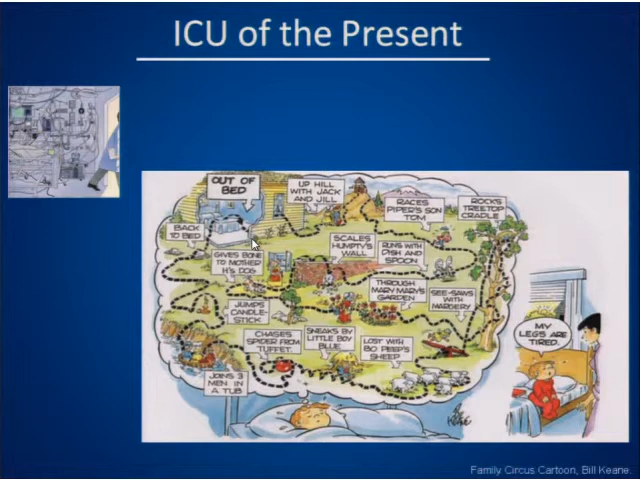 ICU of the Present
OUT OF
BED
UP HILL
WITH JACK
AND JILL
RACES
PIPER'S SON
TOM
ROCKS
TREETOP
CRADLE
BACK
TO BED
GIVES BONE
TO MOTHER
H'S DOG
SCALES
HUMPTY'S
WALL
RUNS WITH
DISH AND
SPOON
THROUGH
MARY MARY'S
GARDEN
SEE-SAWS
WITH
MARGERY
JUMPS
CANDLE-
STICK
CHASES
SPIDER FROM
TUFFET
SNEAKS BY
LITTLE BOY
BLUE
LOST WITH
BO PEEP'S
SHEEP
JOINS 3
MEN IN
A TUB
MY
LEGS ARE
TIRED.
Family Circus Cartoon, Bill Keane.